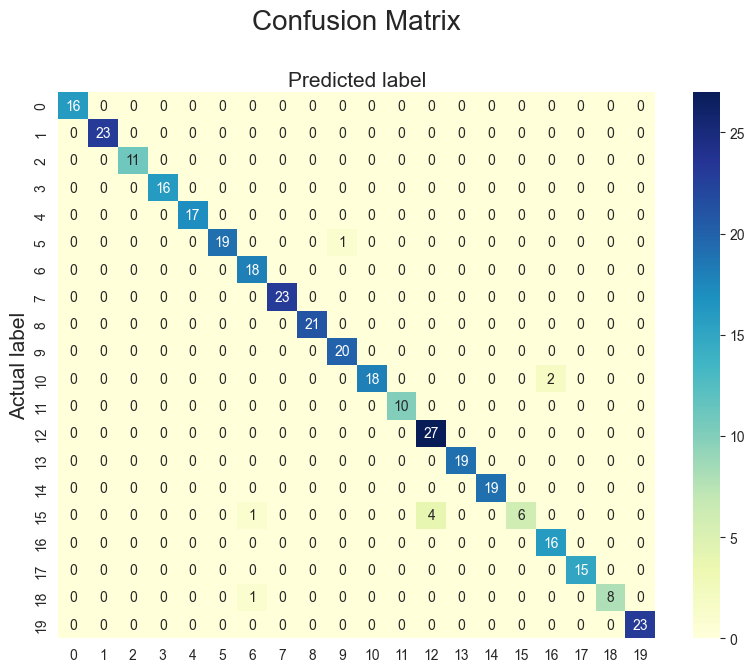 Confusion Matrix
Predicted label
Actual label
0 16 0 0 0 0 0 0 0 0 0 0 0 0 0 0 0 0 0 0 0
1 0 23 0 0 0 0 0 0 0 0 0 0 0 0 0 0 0 0 0 0
2 0 0 11 0 0 0 0 0 0 0 0 0 0 0 0 0 0 0 0 0
3 0 0 0 16 0 0 0 0 0 0 0 0 0 0 0 0 0 0 0 0
4 0 0 0 0 17 0 0 0 0 0 0 0 0 0 0 0 0 0 0 0
5 0 0 0 0 0 19 0 0 0 1 0 0 0 0 0 0 0 0 0 0
6 0 0 0 0 0 0 18 0 0 0 0 0 0 0 0 0 0 0 0 0
7 0 0 0 0 0 0 0 23 0 0 0 0 0 0 0 0 0 0 0 0
8 0 0 0 0 0 0 0 0 21 0 0 0 0 0 0 0 0 0 0 0
9 0 0 0 0 0 0 0 0 0 20 0 0 0 0 0 0 0 0 0 0
10 0 0 0 0 0 0 0 0 0 0 18 0 0 0 0 0 2 0 0 0
11 0 0 0 0 0 0 0 0 0 0 0 10 0 0 0 0 0 0 0 0
12 0 0 0 0 0 0 0 0 0 0 0 0 27 0 0 0 0 0 0 0
13 0 0 0 0 0 0 0 0 0 0 0 0 0 19 0 0 0 0 0 0
14 0 0 0 0 0 0 0 0 0 0 0 0 0 0 19 0 0 0 0 0
15 0 0 0 0 0 0 1 0 0 0 0 0 4 0 0 6 0 0 0 0
16 0 0 0 0 0 0 0 0 0 0 0 0 0 0 0 0 16 0 0 0
17 0 0 0 0 0 0 0 0 0 0 0 0 0 0 0 0 0 15 0 0
18 0 0 0 0 0 0 1 0 0 0 0 0 0 0 0 0 0 0 8 0
19 0 0 0 0 0 0 0 0 0 0 0 0 0 0 0 0 0 0 0 23
0 1 2 3 4 5 6 7 8 9 10 11 12 13 14 15 16 17 18 19
25
20
15
10
5
0